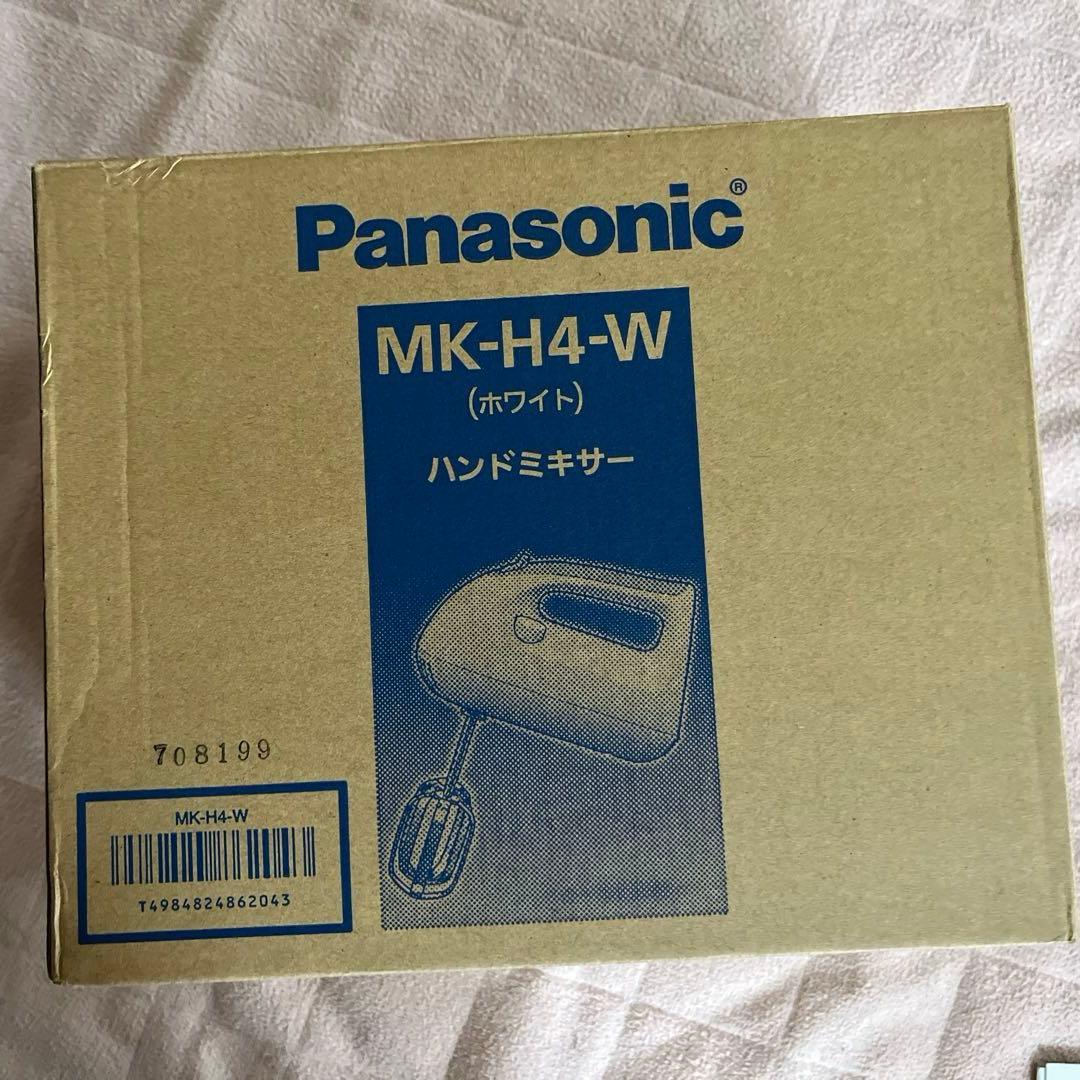 Panasonic®
MK-H4-W
(ホワイト)
ハンドミキサー
708199
MK-H4-W
T4984824862043